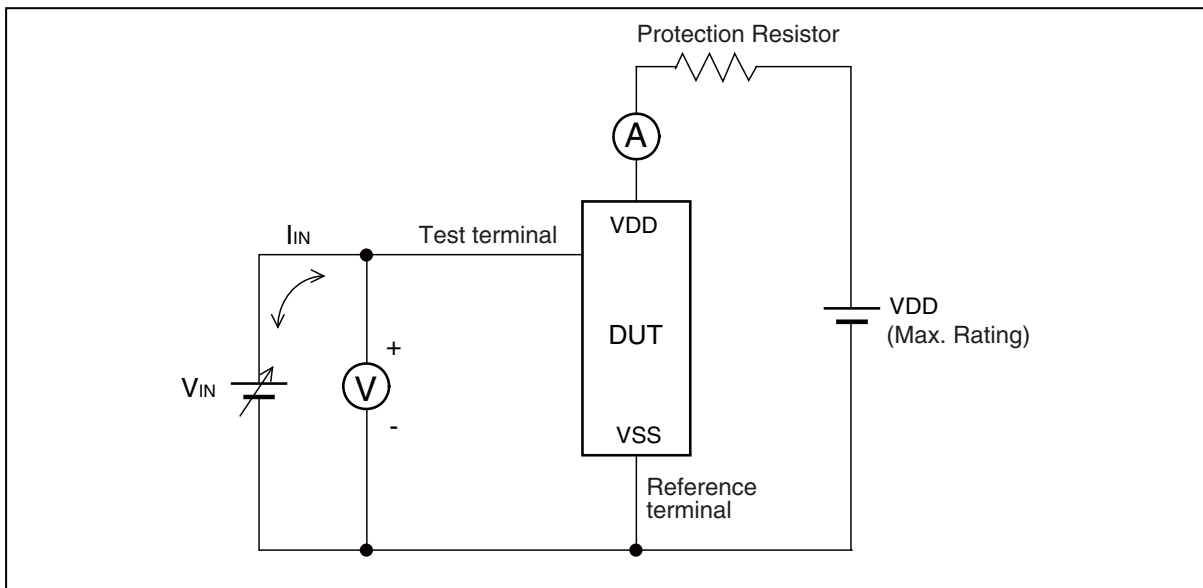 Protection Resistor
A
VDD
IIN
Test terminal
VDD
(Max. Rating)
DUT
+
VIN
V
-
VSS
Reference
terminal